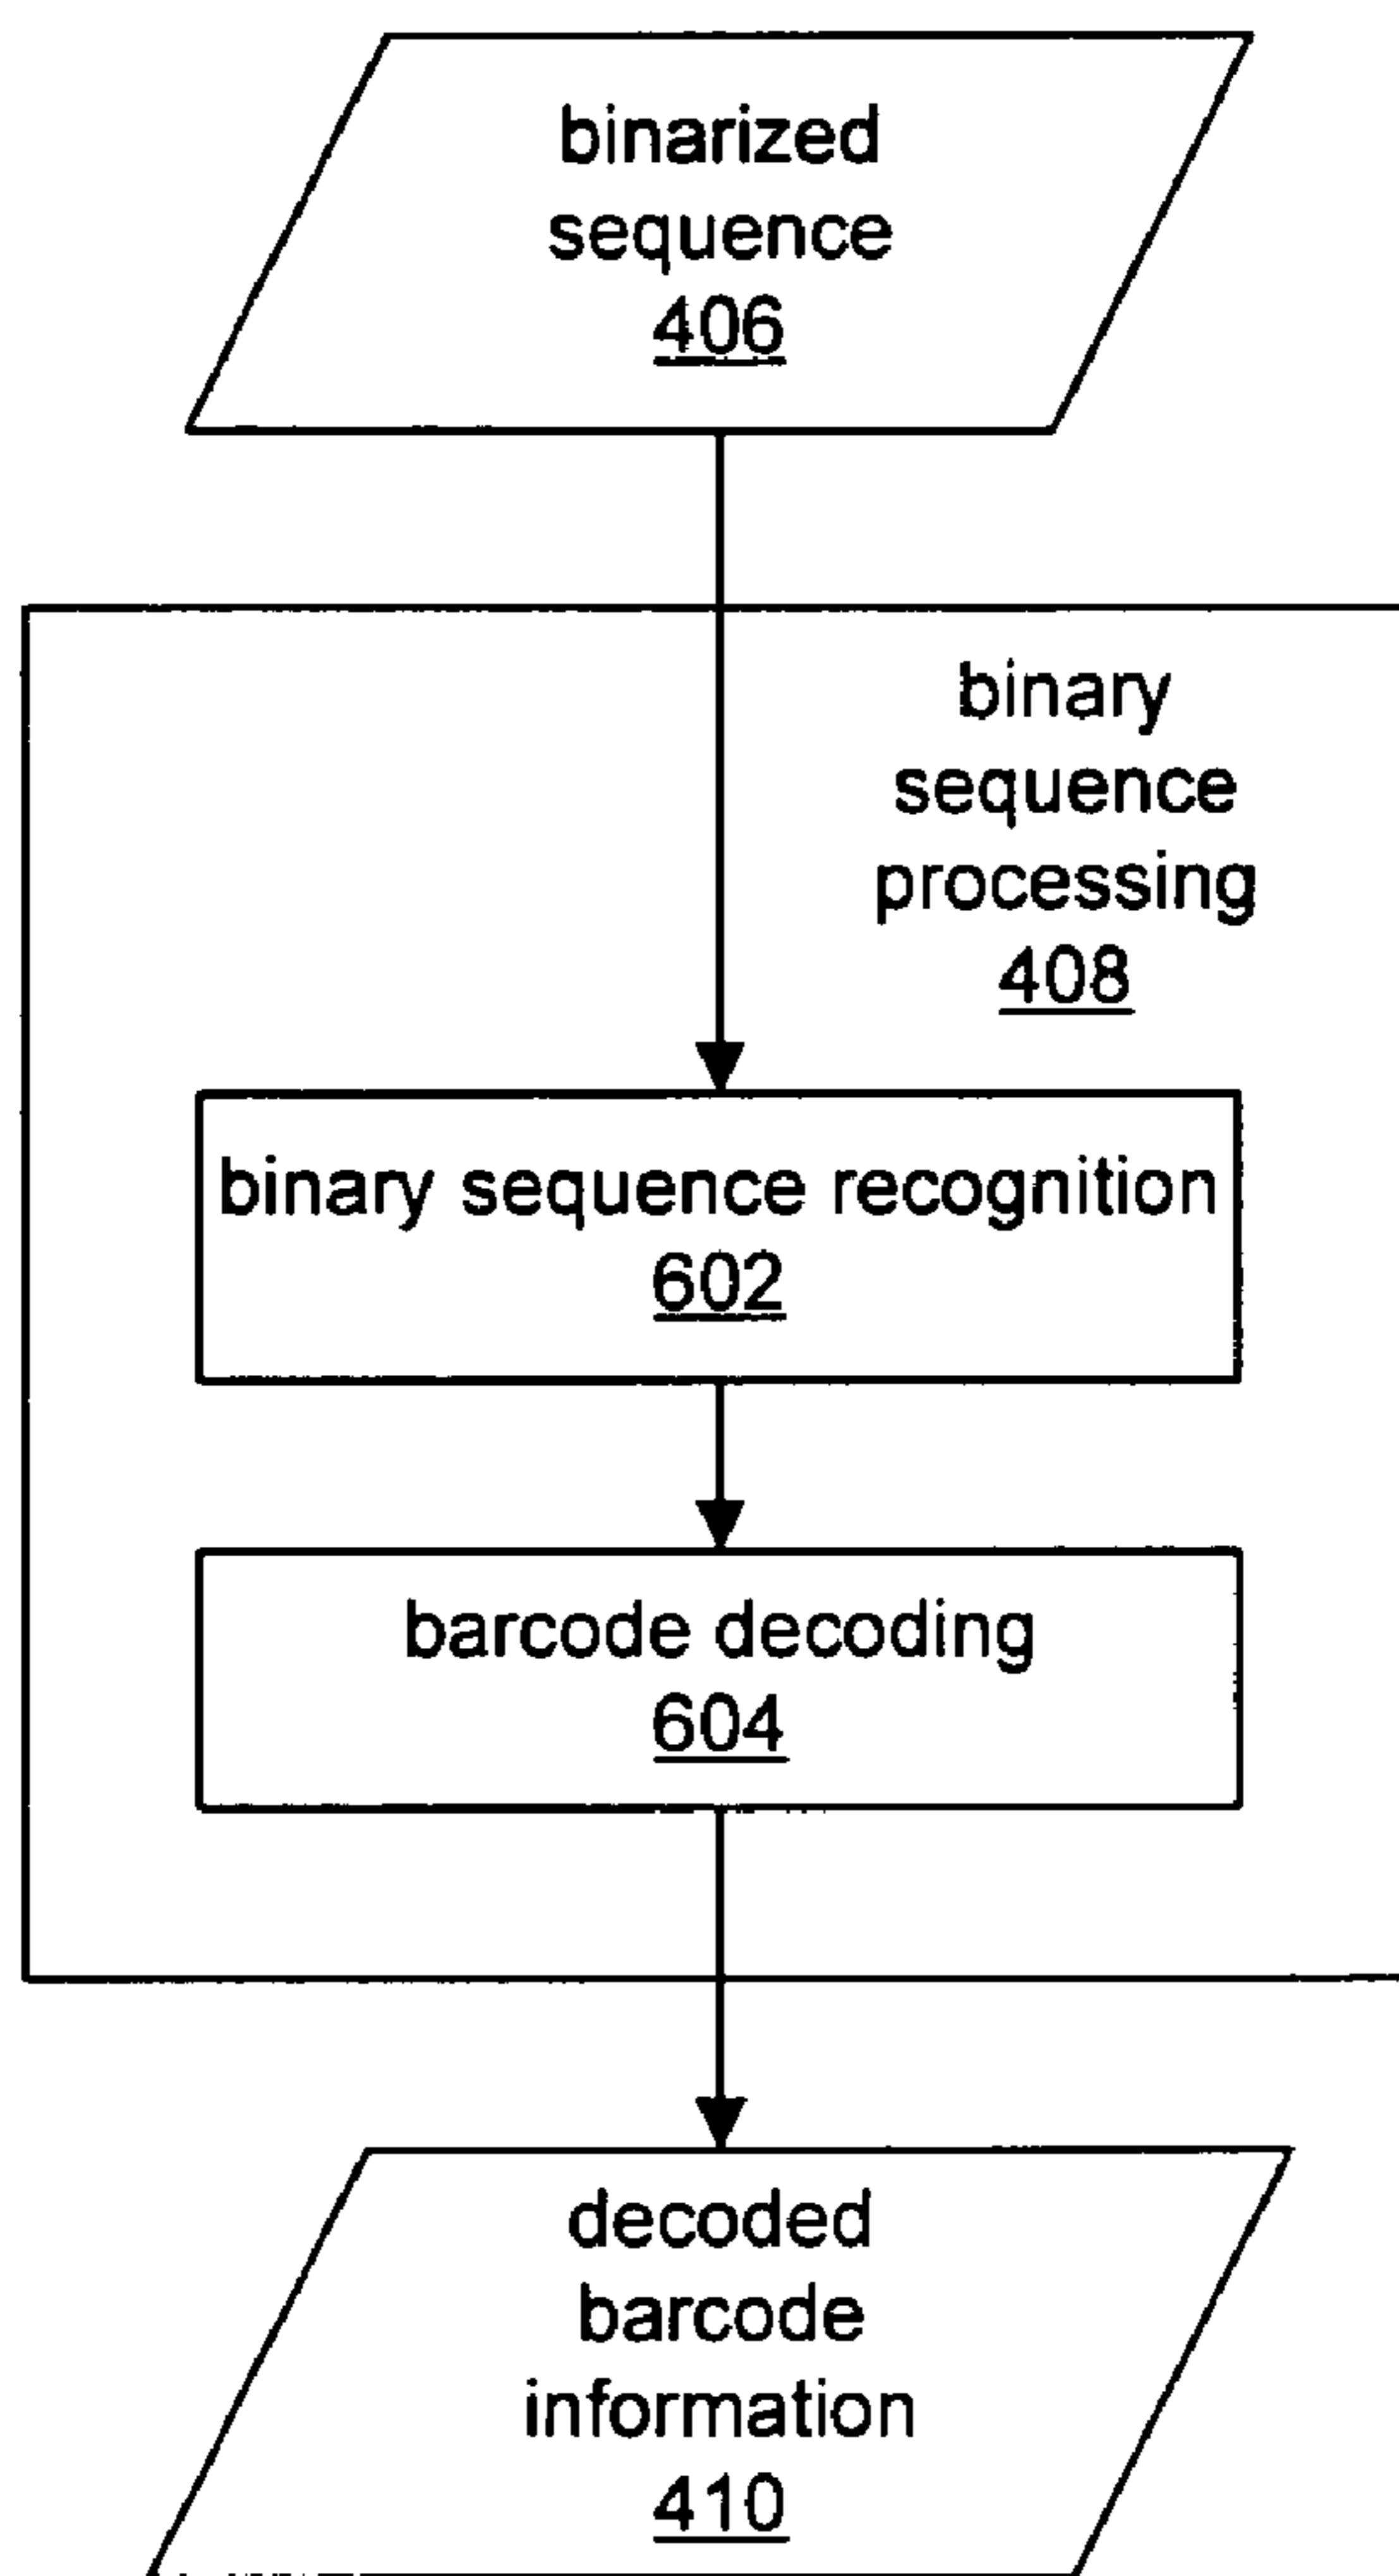 binarized
sequence
406
binary
sequence
processing
408
binary sequence recognition
602
barcode decoding
604
decoded
barcode
information
410